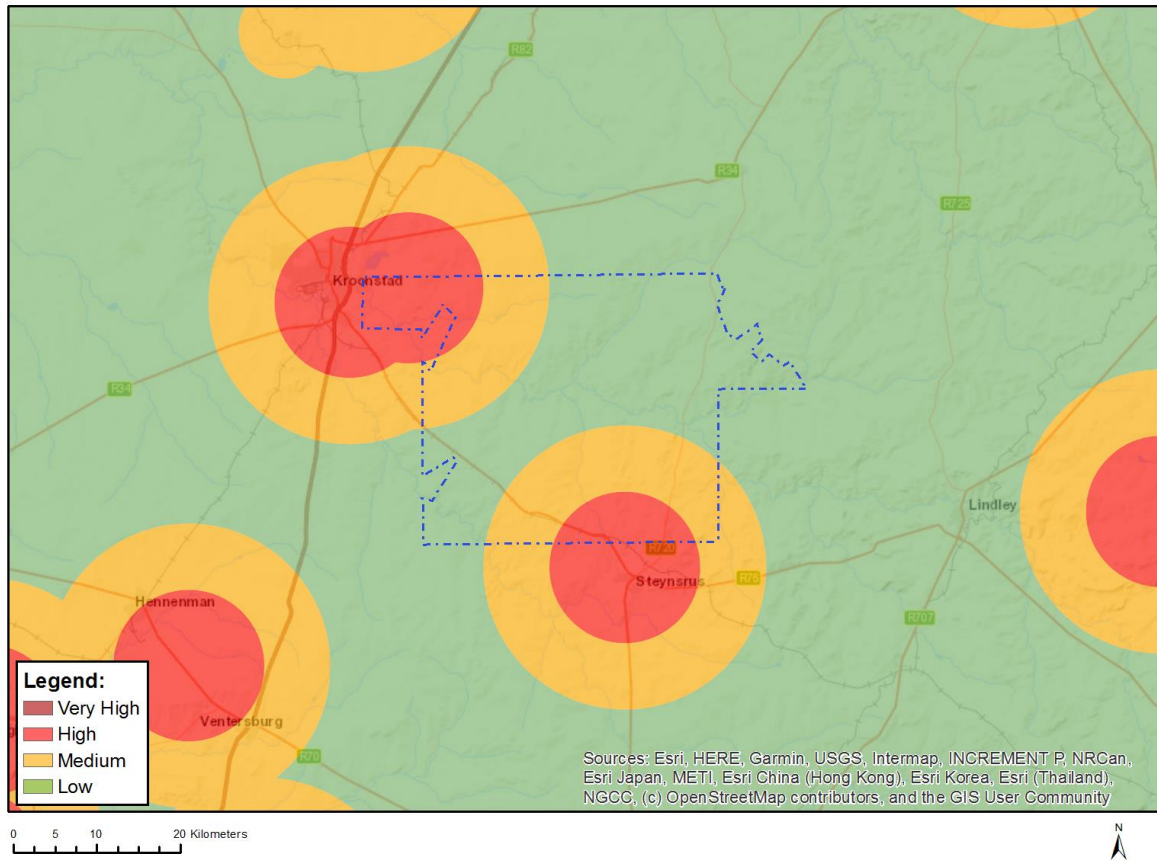 R82
R34
R725
Kroonstad
R34
Lindley
R720
Steynsrus
R76
Hennenman
R707
Ventersburg
R70
Legend:
Very High
High
Medium
Low
Sources: Esri, HERE, Garmin, USGS, Intermap, INCREMENT P, NRCan,
Esri Japan, METI, Esri China (Hong Kong), Esri Korea, Esri (Thailand),
NGCC, (c) OpenStreetMap contributors, and the GIS User Community
0 5 10 20 Kilometers
N